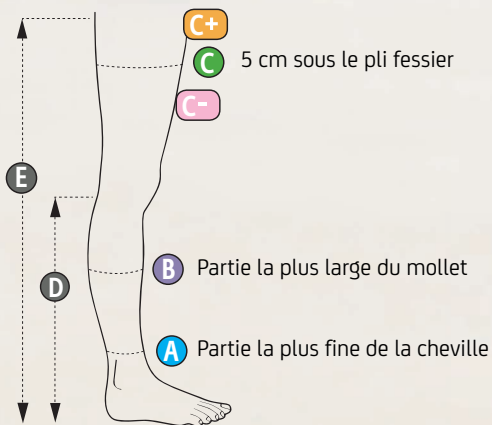 C+
C 5 cm sous le pli fessier
C-
E
B Partie la plus large du mollet
D
A Partie la plus fine de la cheville